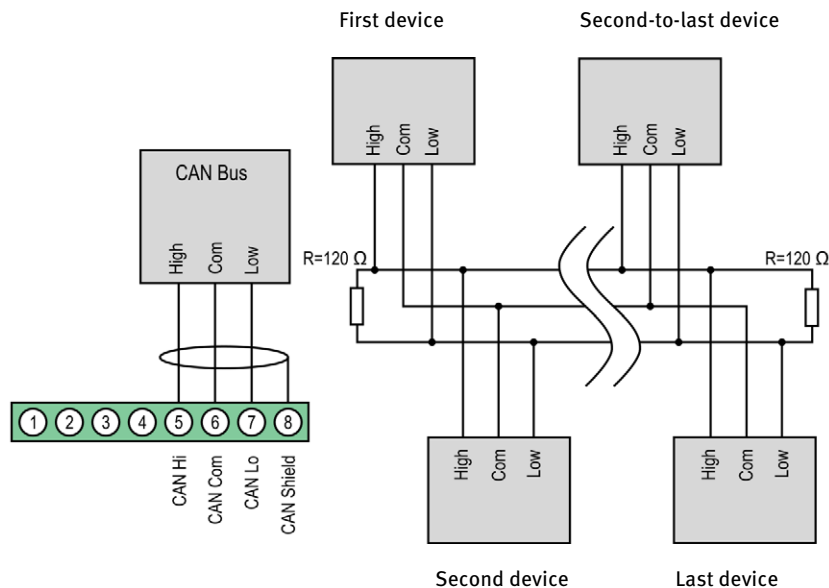 First device
Second-to-last device
High
Com
Low
High
Com
Low
CAN Bus
High
Com
Low
R=120 Ω
R=120 Ω
1 2 3 4 5 6 7 8
CAN Hi
CAN Com
CAN Lo
CAN Shield
High
Com
Low
High
Com
Low
Second device
Last device